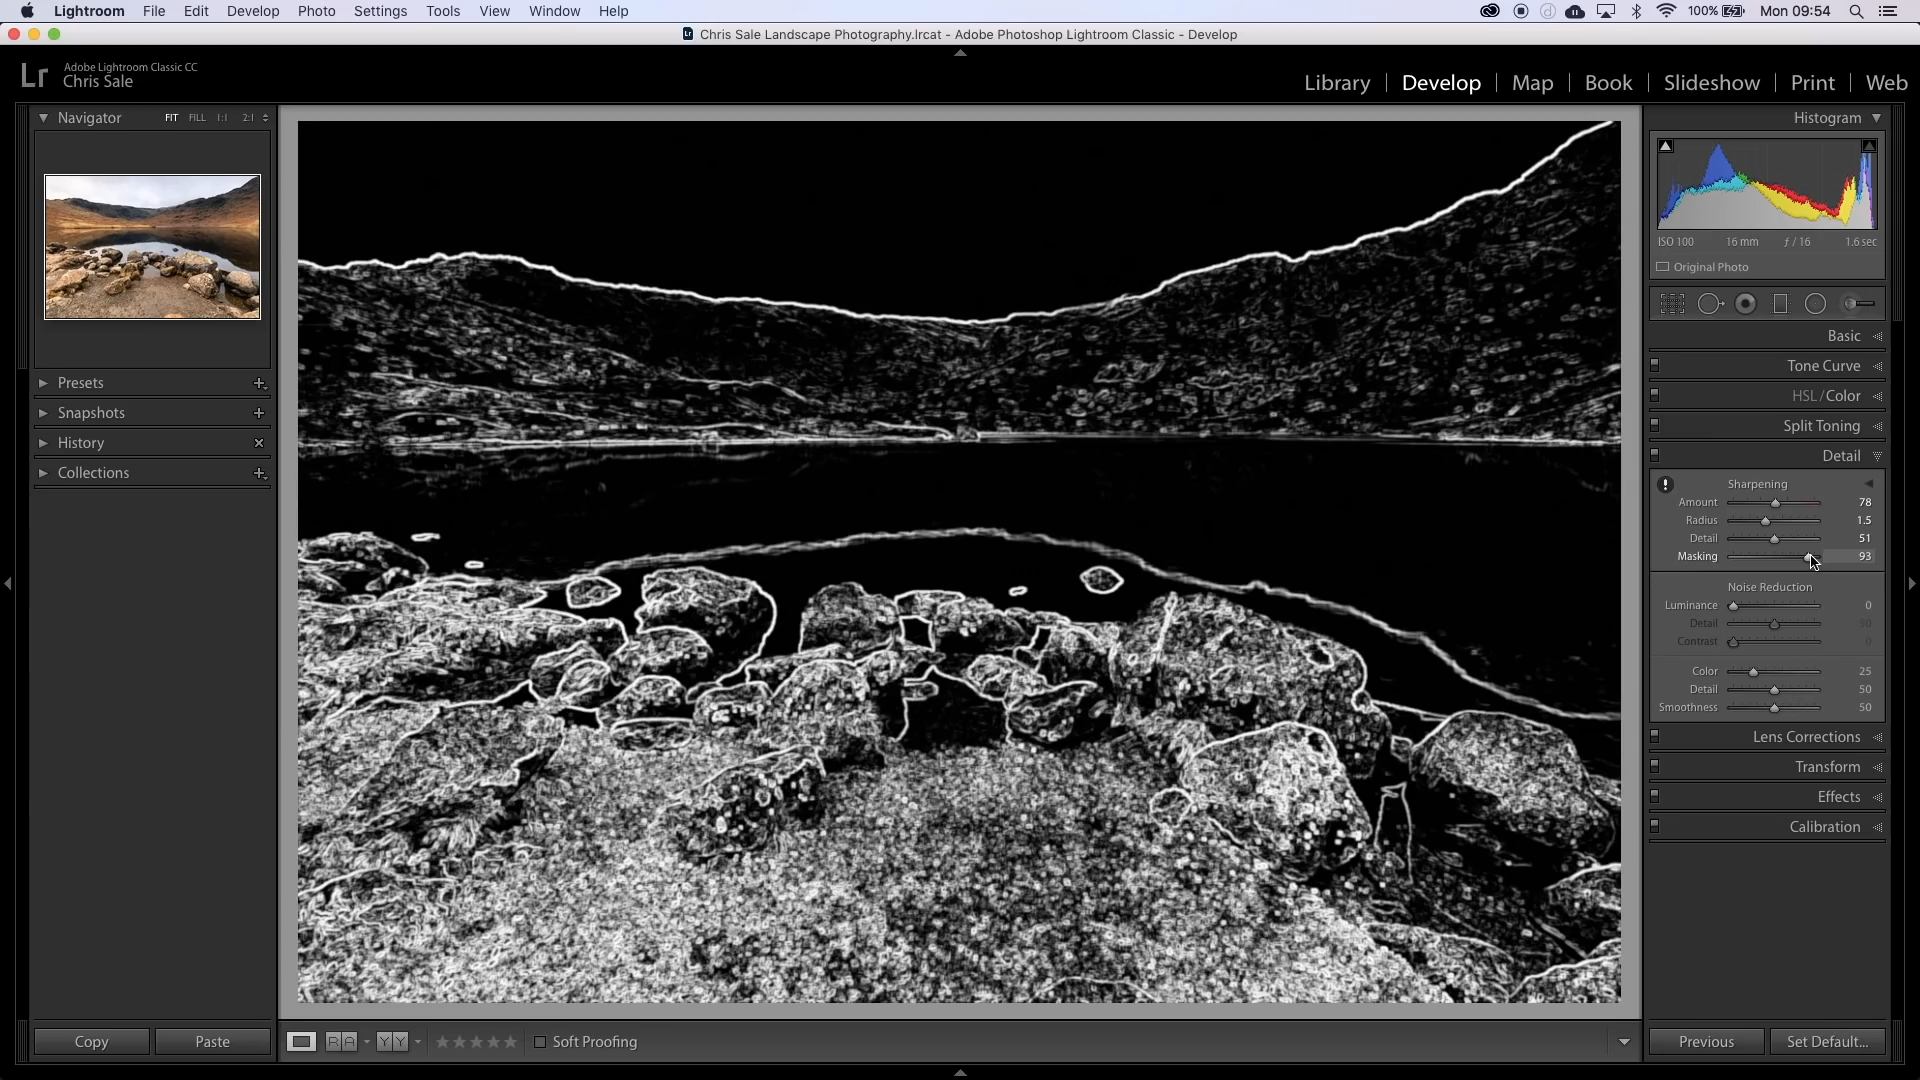 Lightroom File Edit Develop Photo Settings Tools View Window Help 100% Mon 09:54
Lr Chris Sale Landscape Photography.lrcat - Adobe Photoshop Lightroom Classic - Develop
Lr Adobe Lightroom Classic CC
Chris Sale
Library Develop Map Book Slideshow Print Web
Navigator FIT FILL 1:1 2:1
Presets
Snapshots
History
Collections
Copy Paste
R A Y Y Soft Proofing
Histogram
ISO 100 16 mm ƒ / 16 1.6 sec
Original Photo
Basic
Tone Curve
HSL / Color
Split Toning
Detail
Sharpening
Amount 78
Radius 1.5
Detail 51
Masking 93
Noise Reduction
Luminance 0
Detail 50
Contrast 0
Color 25
Detail 50
Smoothness 50
Lens Corrections
Transform
Effects
Calibration
Previous Set Default...